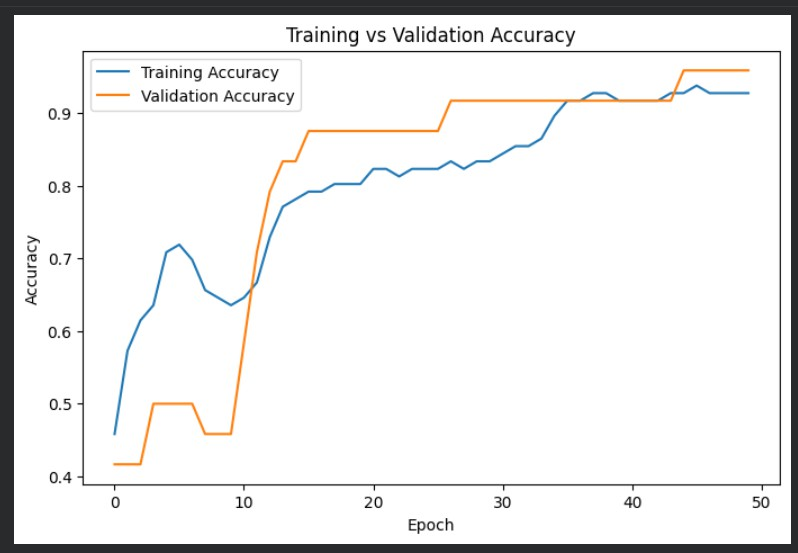 Training vs Validation Accuracy
Training Accuracy
Validation Accuracy
Accuracy
0.9
0.8
0.7
0.6
0.5
0.4
0 10 20 30 40 50
Epoch